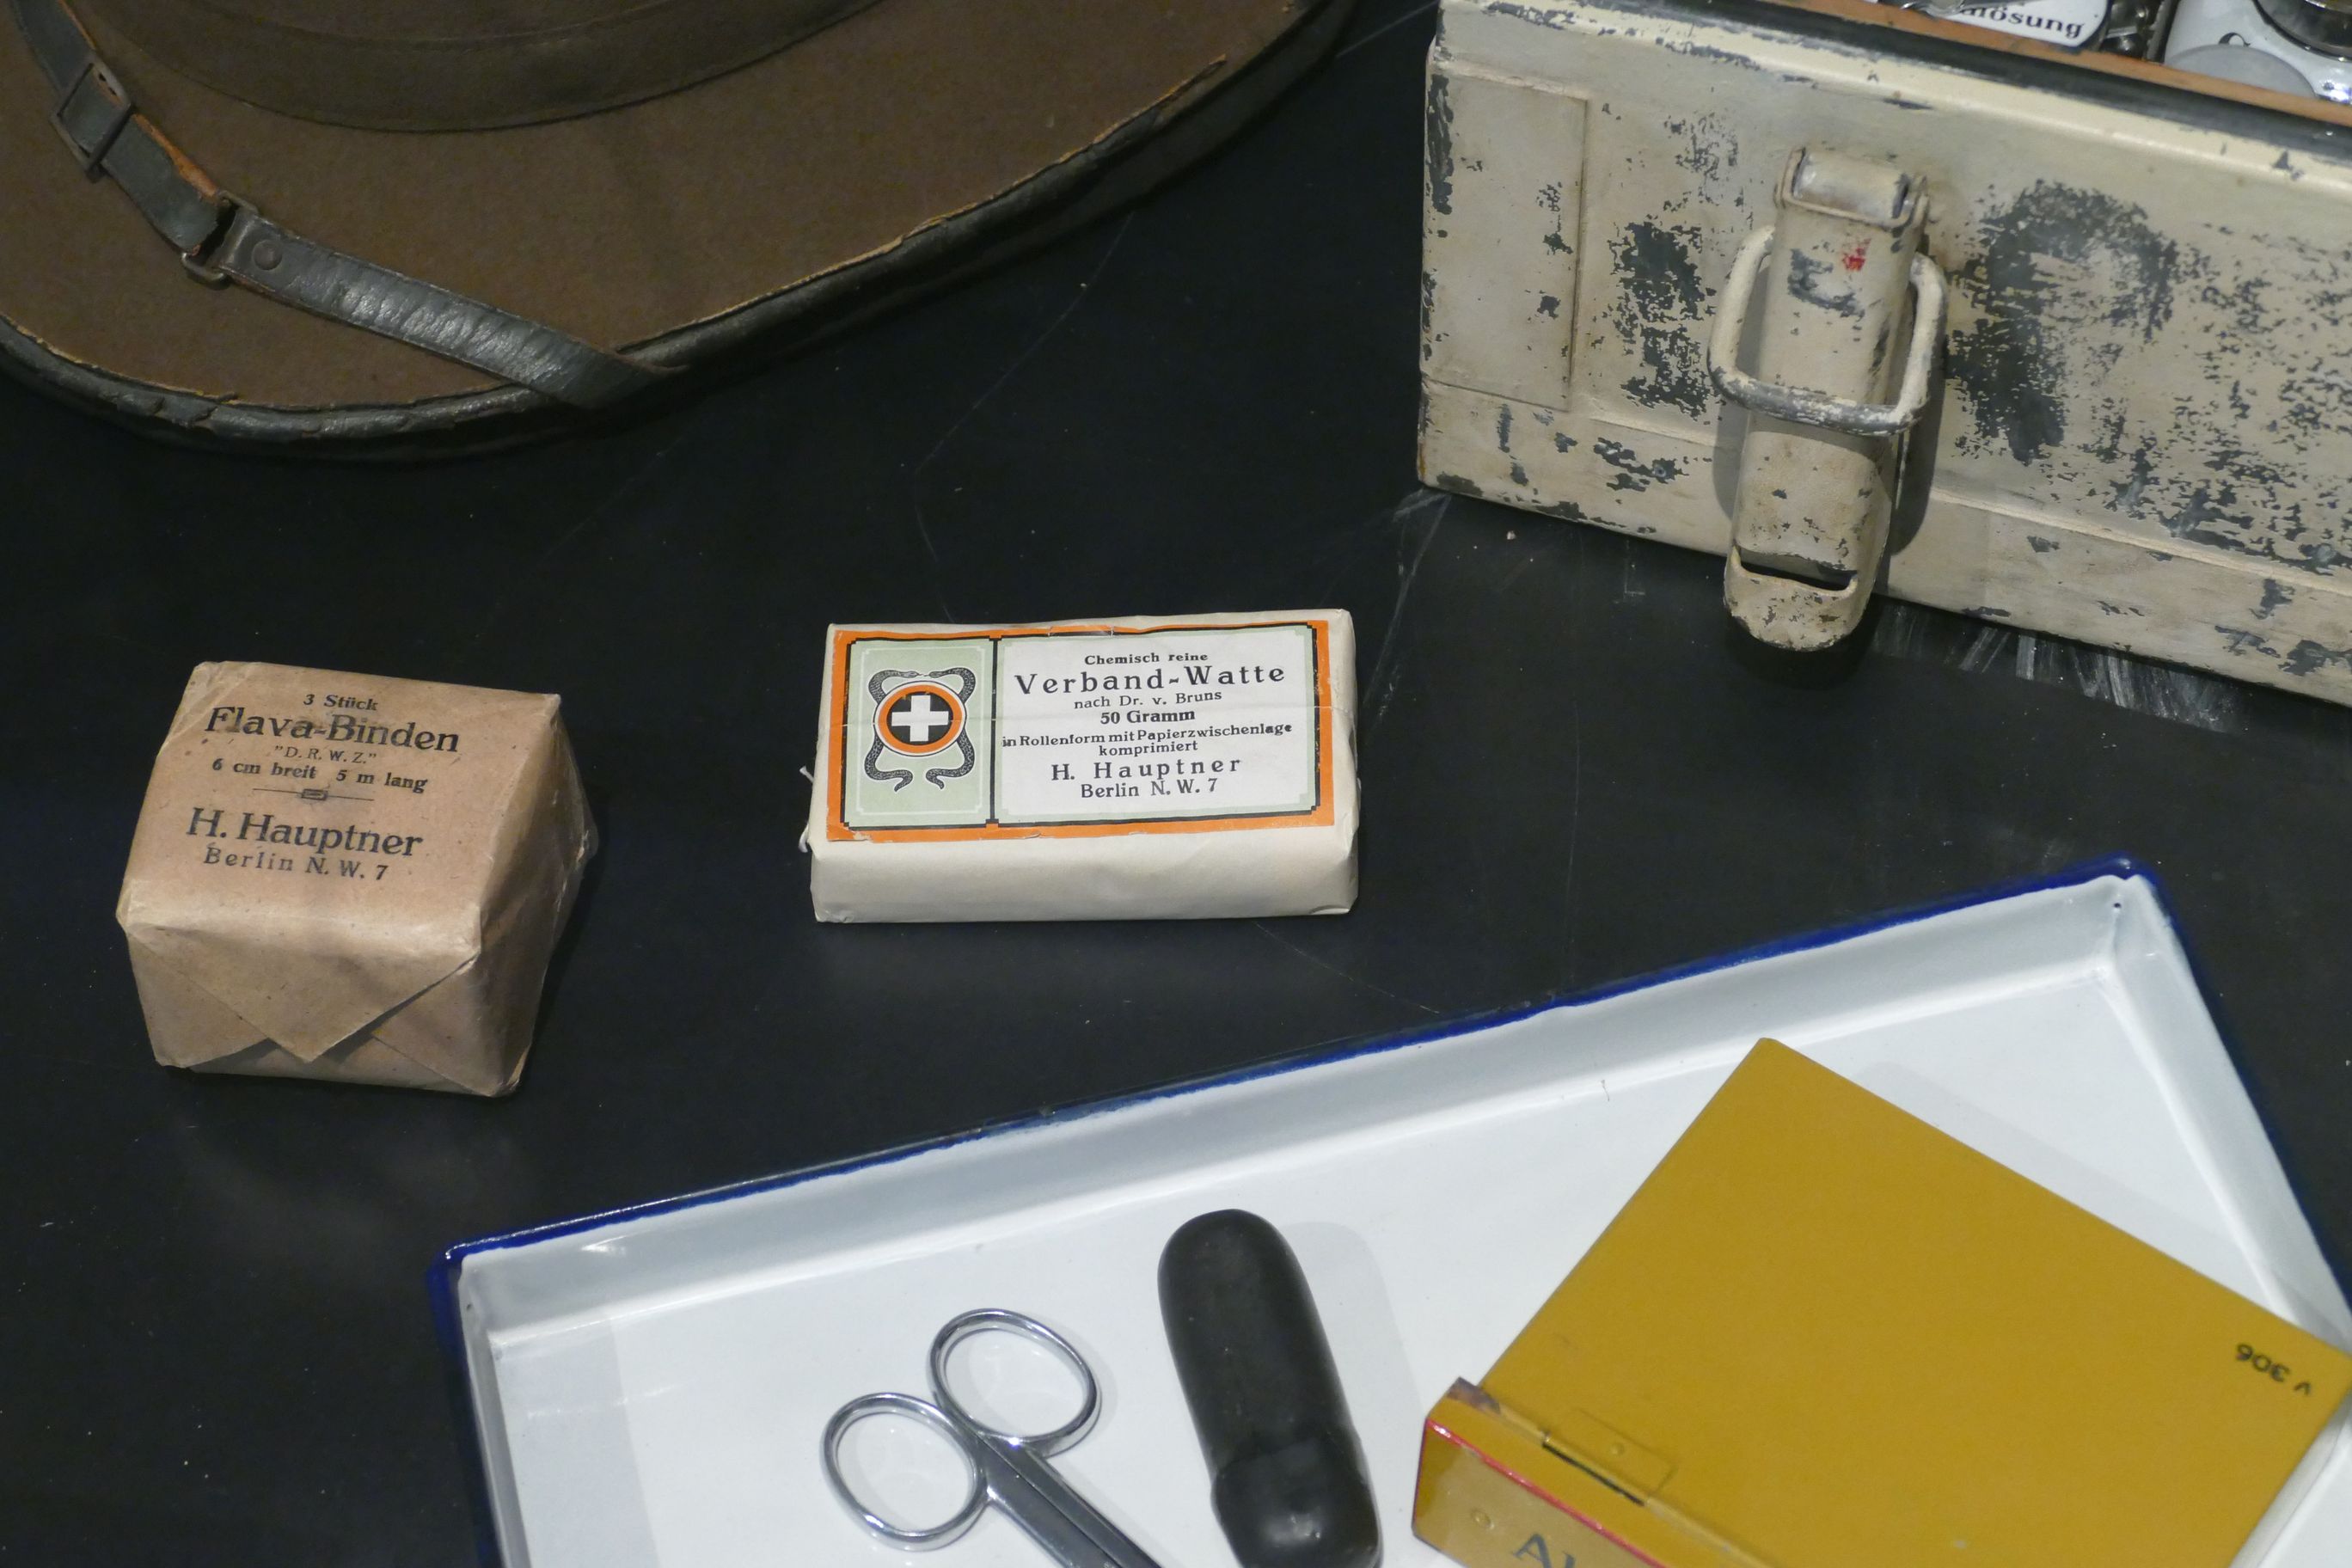 3 Stück
Flava-Binden
"D. R. W. Z."
6 cm breit 5 m lang
H. Hauptner
Berlin N. W. 7
Chemisch reine
Verband-Watte
nach Dr. v. Bruns
50 Gramm
in Rollenform mit Papierzwischenlage
komprimiert
H. Hauptner
Berlin N. W. 7
V 306